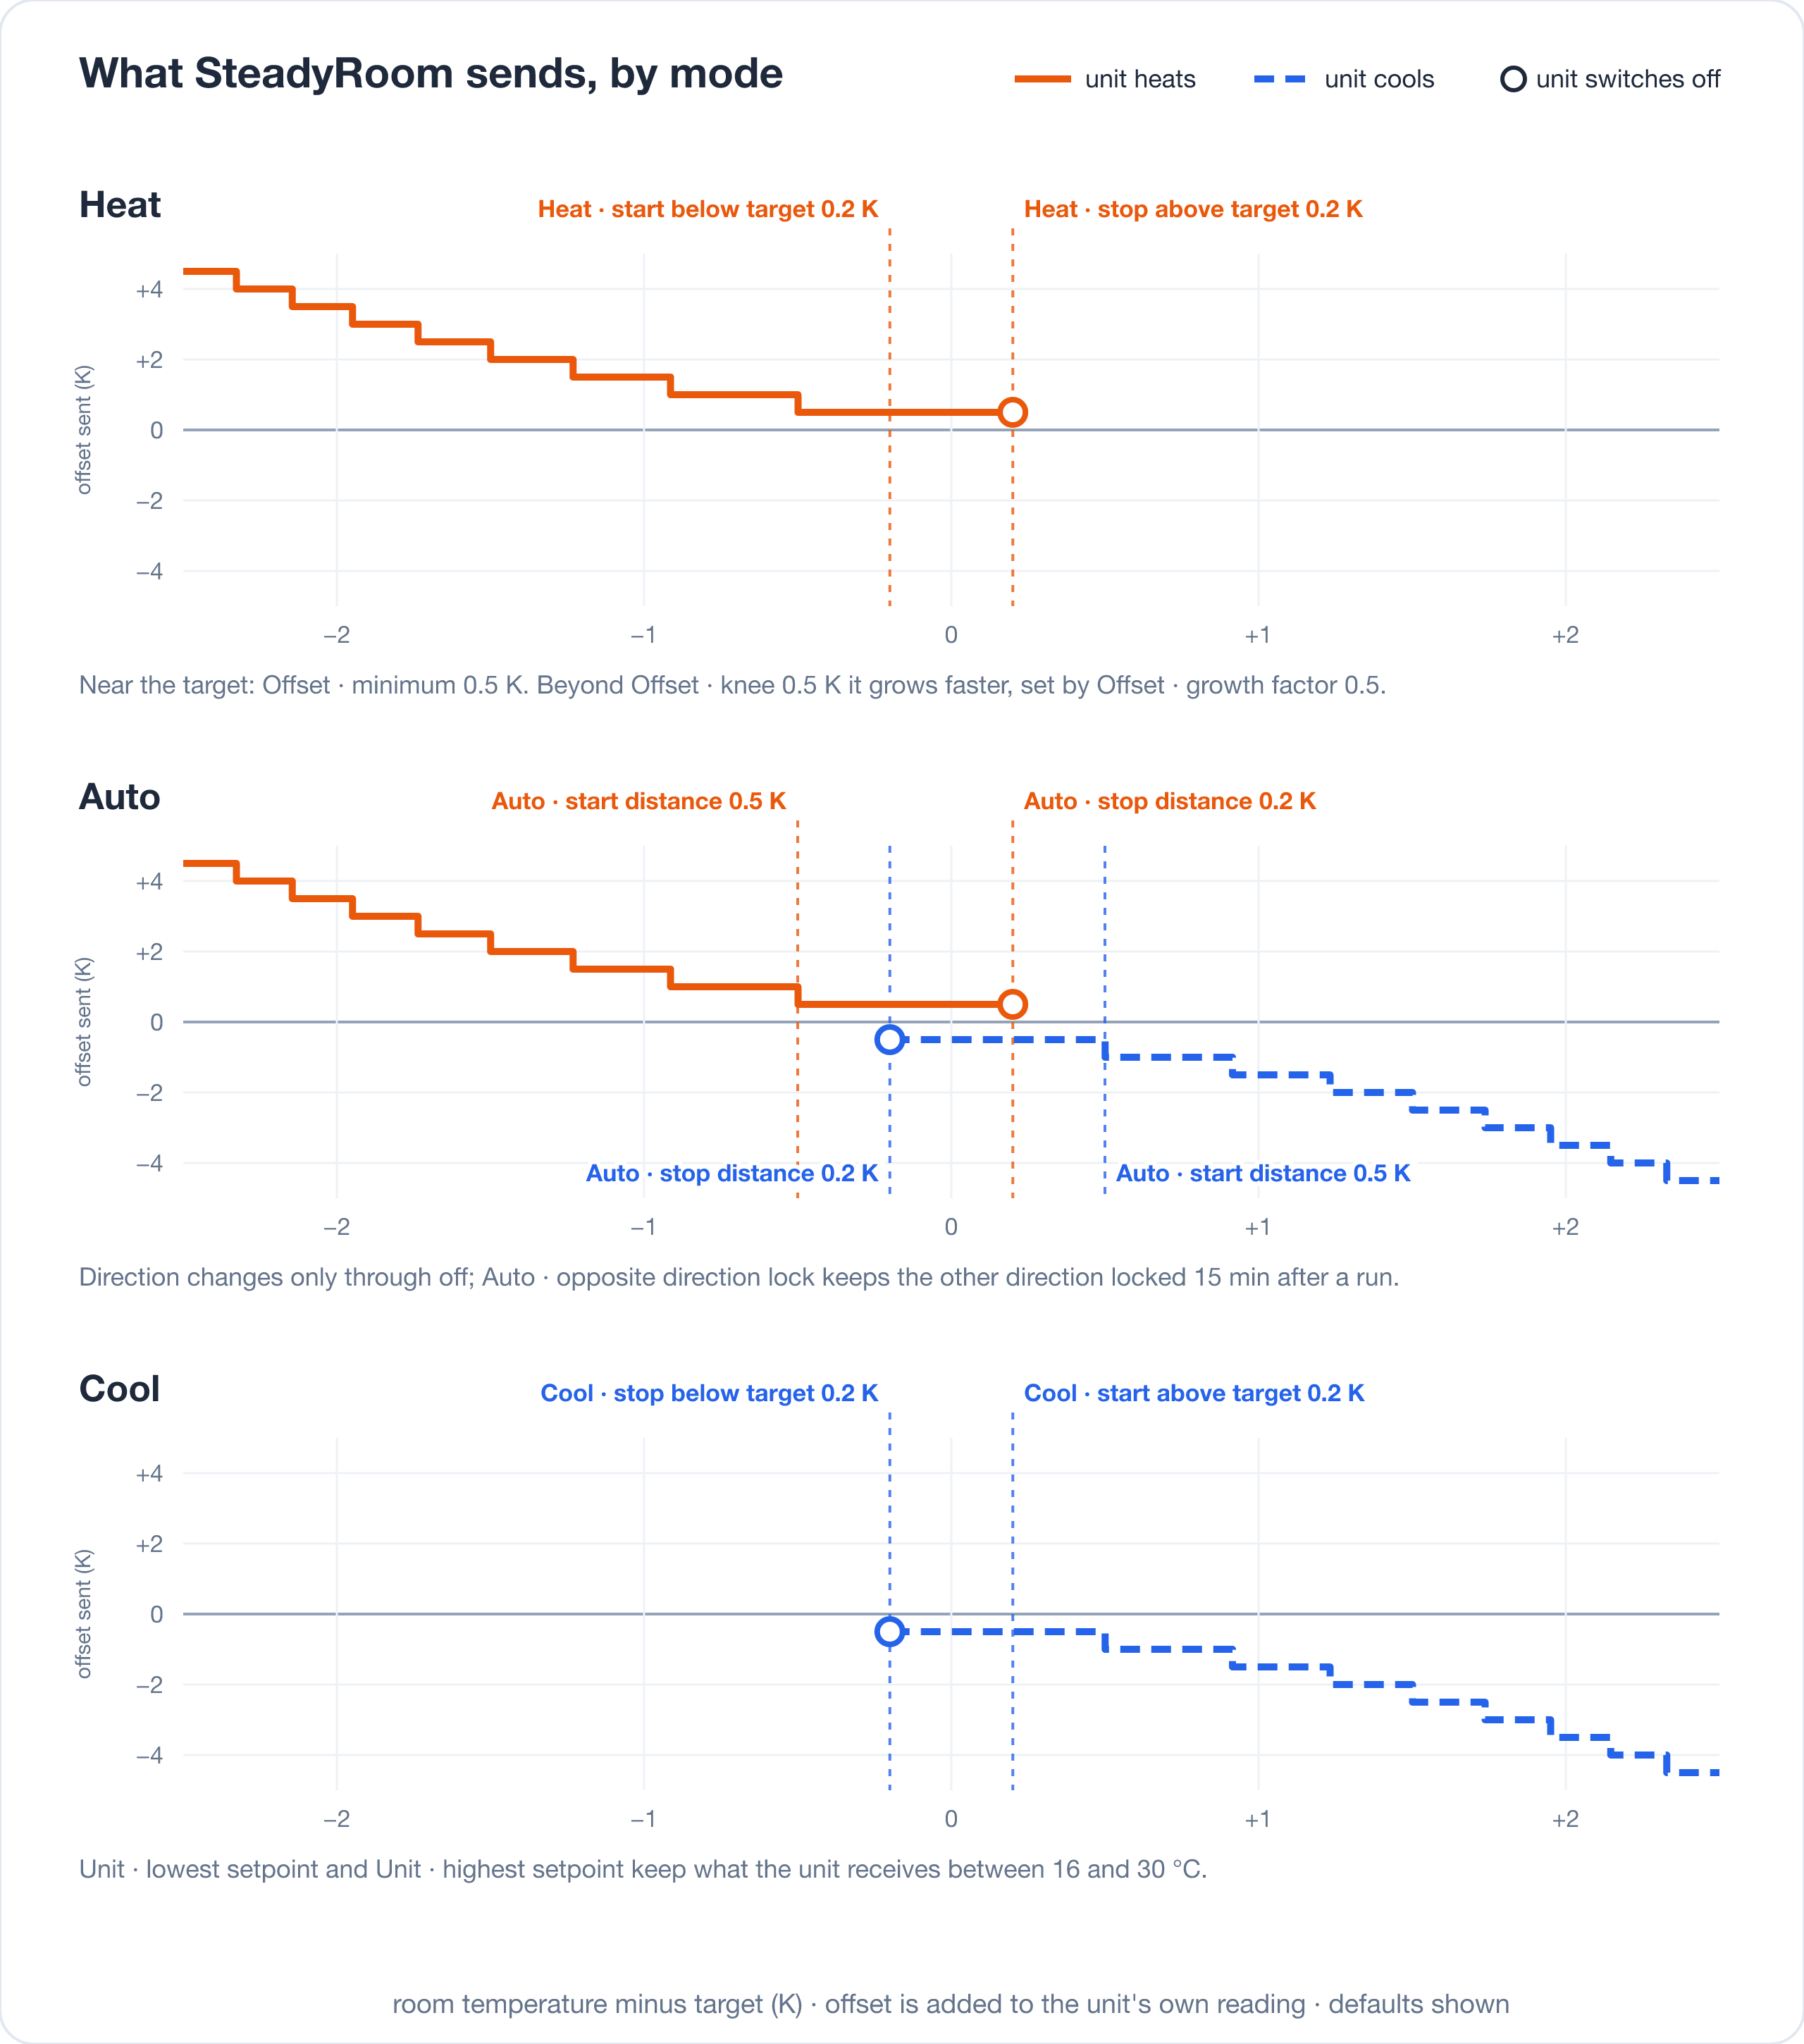 What SteadyRoom sends, by mode
unit heats
unit cools
unit switches off
Heat
Heat · start below target 0.2 K
Heat · stop above target 0.2 K
offset sent (K)
+4
+2
0
−2
−4
−2
−1
0
+1
+2
Near the target: Offset · minimum 0.5 K. Beyond Offset · knee 0.5 K it grows faster, set by Offset · growth factor 0.5.
Auto
Auto · start distance 0.5 K
Auto · stop distance 0.2 K
offset sent (K)
+4
+2
0
−2
−4
Auto · stop distance 0.2 K
Auto · start distance 0.5 K
−2
−1
0
+1
+2
Direction changes only through off; Auto · opposite direction lock keeps the other direction locked 15 min after a run.
Cool
Cool · stop below target 0.2 K
Cool · start above target 0.2 K
offset sent (K)
+4
+2
0
−2
−4
−2
−1
0
+1
+2
Unit · lowest setpoint and Unit · highest setpoint keep what the unit receives between 16 and 30 °C.
room temperature minus target (K) · offset is added to the unit's own reading · defaults shown